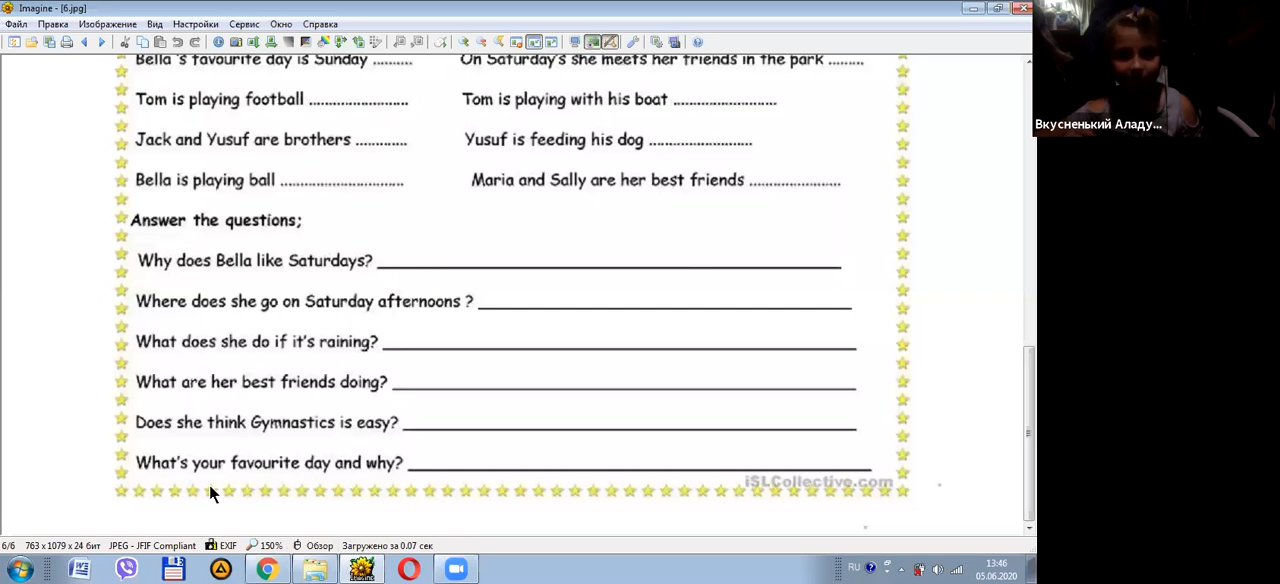 Imagine - [6.jpg]
Файл Правка Изображение Вид Настройки Сервис Окно Справка
Bella 's favourite day is Sunday .......... On Saturday's she meets her friends in the park .........
Tom is playing football ......................... Tom is playing with his boat ..........................
Jack and Yusuf are brothers ............. Yusuf is feeding his dog ..........................
Bella is playing ball ............................... Maria and Sally are her best friends .......................
Answer the questions;
Why does Bella like Saturdays? ____________________
Where does she go on Saturday afternoons ? ____________________
What does she do if it's raining? ____________________
What are her best friends doing? ____________________
Does she think Gymnastics is easy? ____________________
What's your favourite day and why? ____________________
iSLCollective.com
Вкусненький Аладу...
6/6 763 x 1079 x 24 бит JPEG - JFIF Compliant EXIF 150% Обзор Загружено за 0.07 сек
RU 13:46
05.06.2020